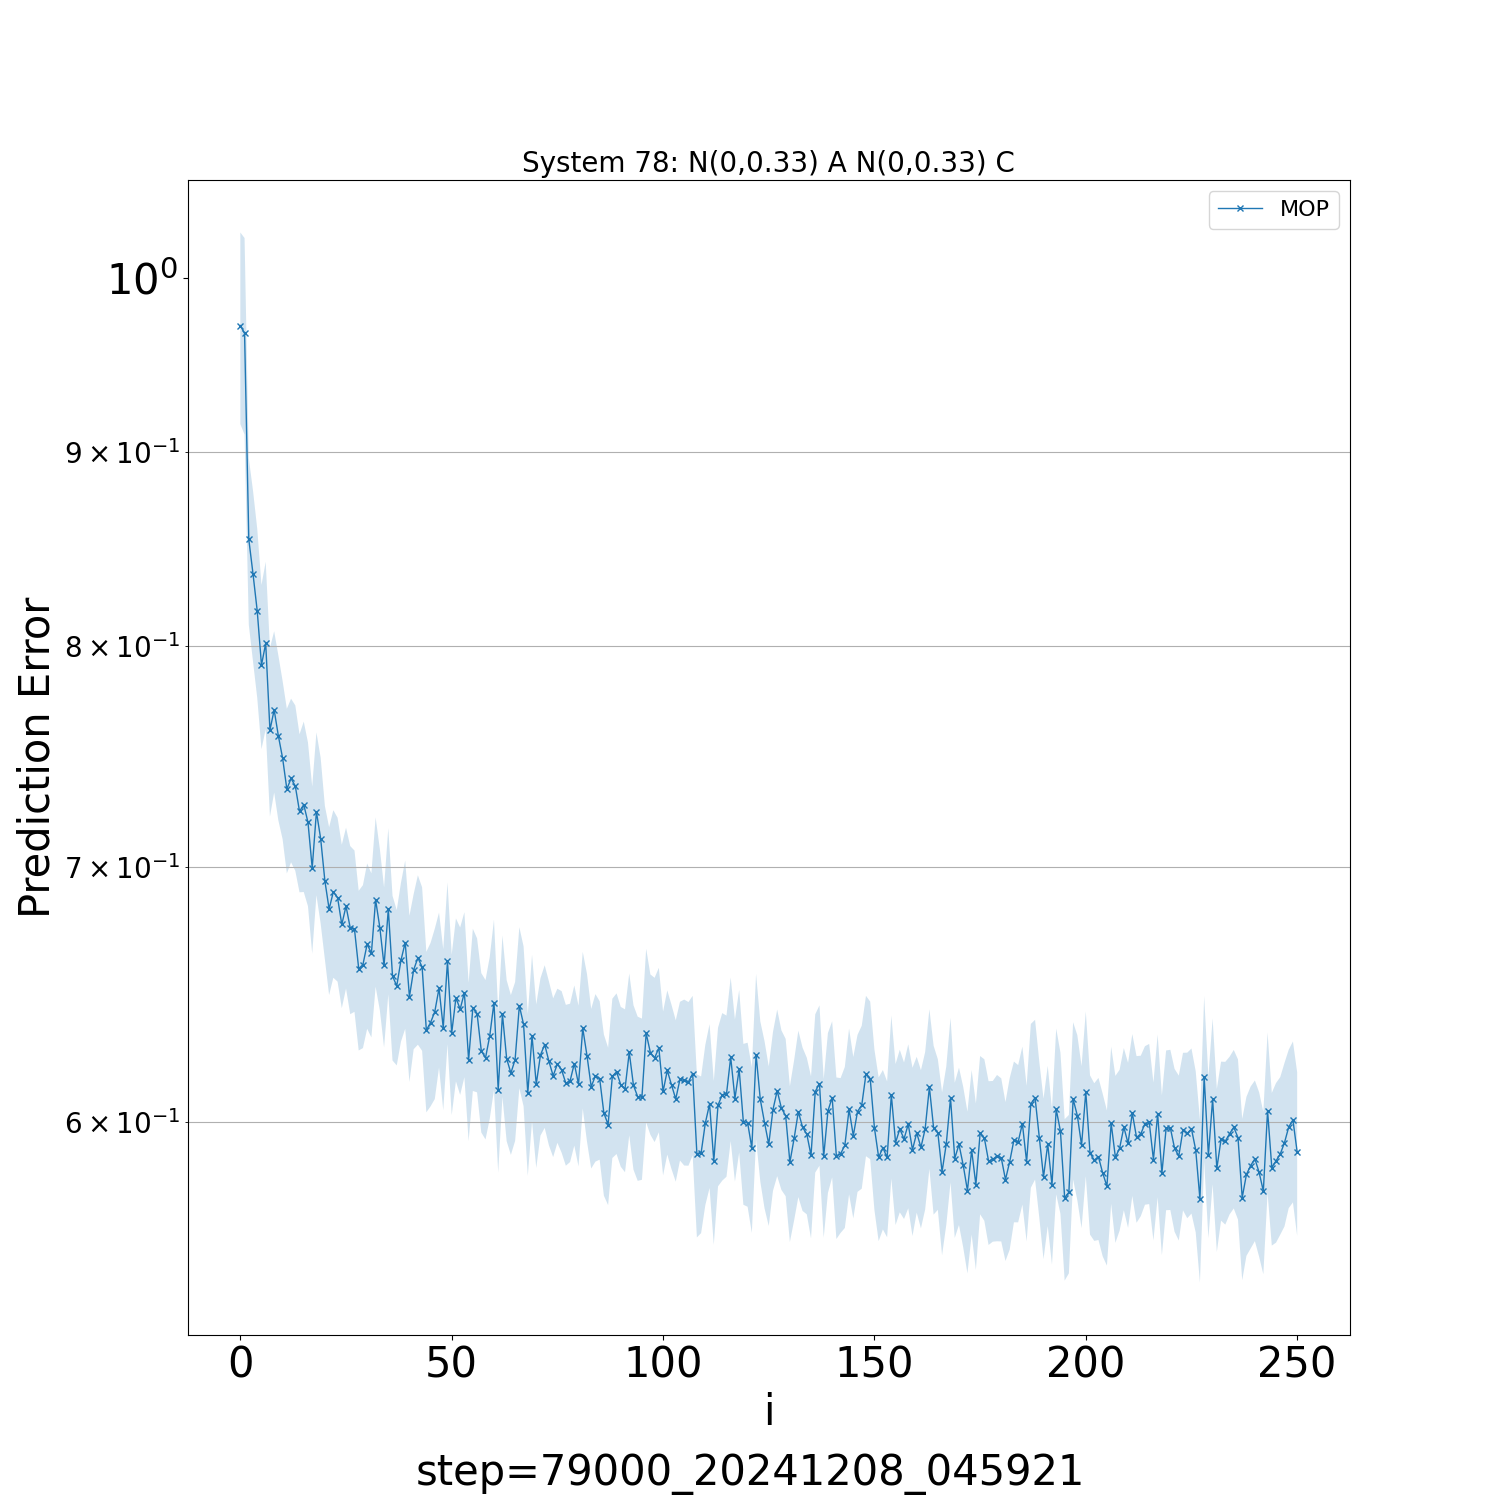 System 78: N(0,0.33) A N(0,0.33) C
MOP
10⁰
9 × 10⁻¹
8 × 10⁻¹
7 × 10⁻¹
6 × 10⁻¹
Prediction Error
0 50 100 150 200 250
i
step=79000_20241208_045921